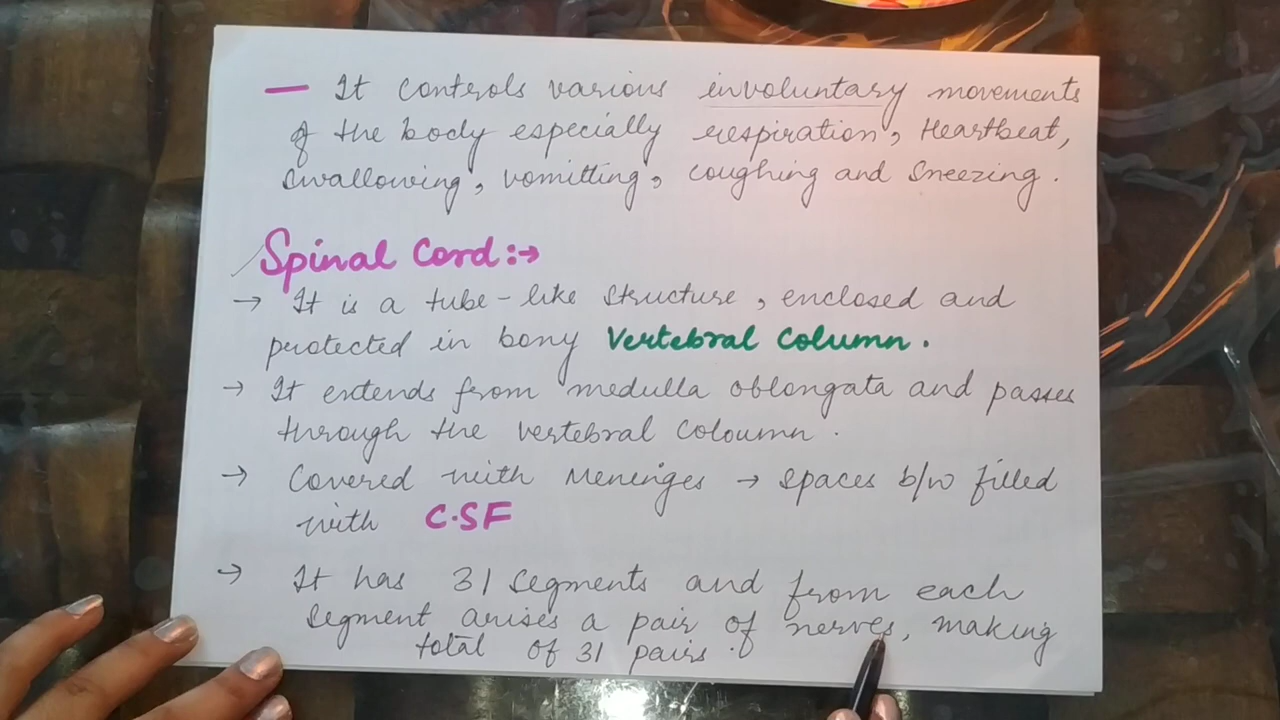 — It controls various involuntary movements
of the body especially respiration, Heartbeat,
swallowing, vomitting, coughing and Sneezing.
Spinal Cord:→
→ It is a tube-like structure, enclosed and
protected in bony Vertebral Column.
→ It extends from medulla oblongata and passes
through the vertebral coloumn.
→ Covered with Meninges → spaces b/w filled
with C.SF
→ It has 31 segments and from each
segment arises a pair of nerves, making
total of 31 pairs.